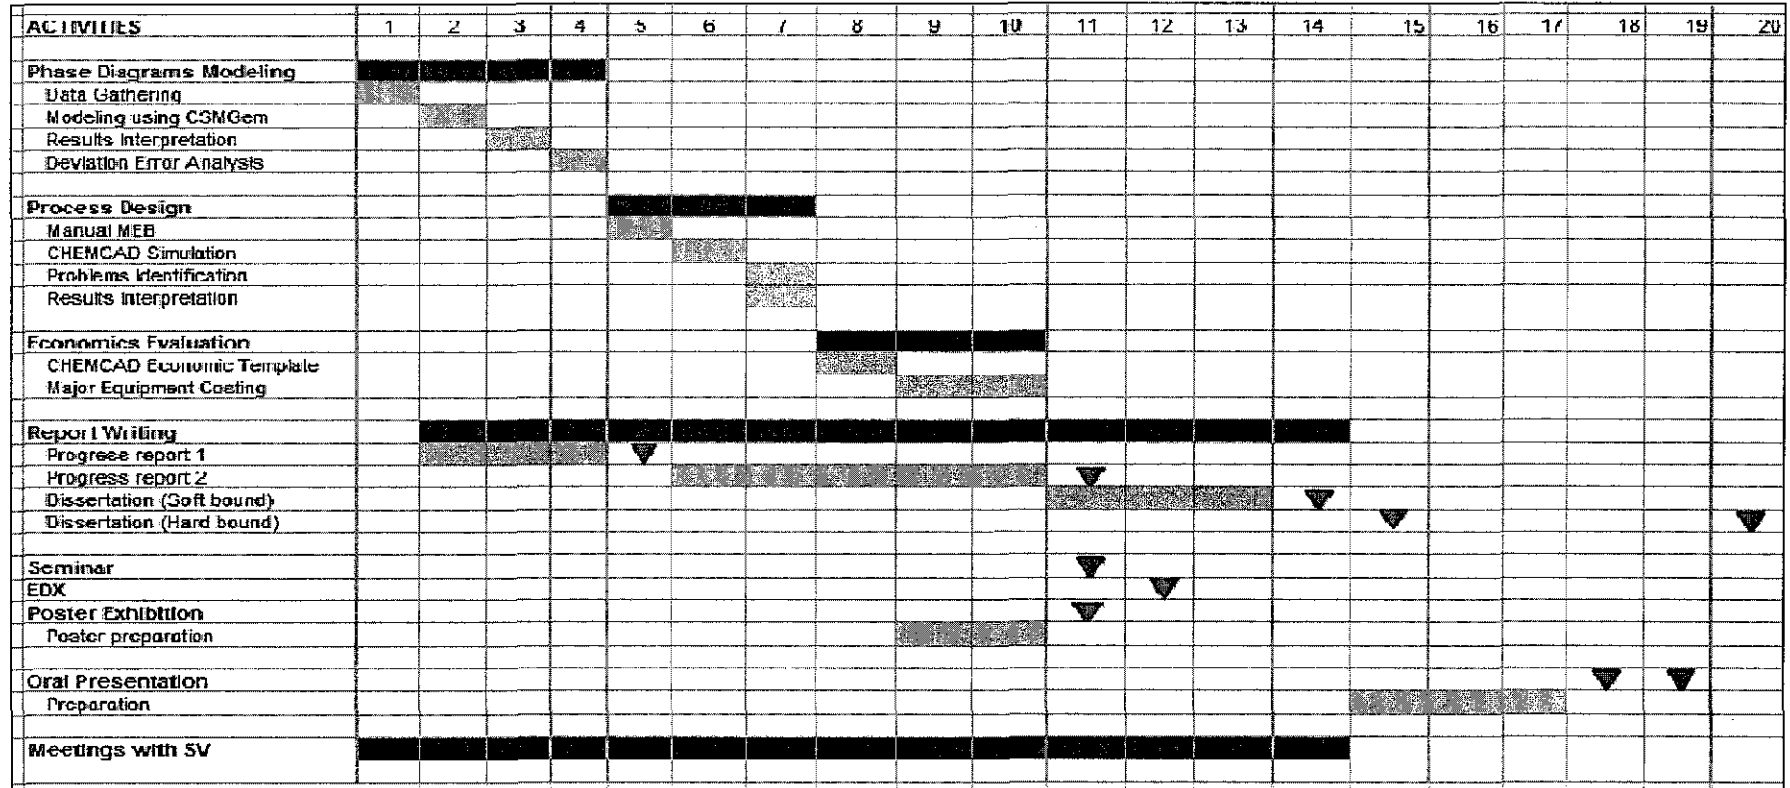 ACTIVITIES 1 2 3 4 5 6 7 8 9 10 11 12 13 14 15 16 17 18 19 20
Phase Diagrams Modeling
Data Gathering
Modeling using CSMGem
Results Interpretation
Deviation Error Analysis
Process Design
Manual MEB
CHEMCAD Simulation
Problems Identification
Results Interpretation
Economics Evaluation
CHEMCAD Economic Template
Major Equipment Costing
Report Writing
Progress report 1
Progress report 2
Dissertation (Soft bound)
Dissertation (Hard bound)
Seminar
EDX
Poster Exhibition
Poster preparation
Oral Presentation
Preparation
Meetings with SV